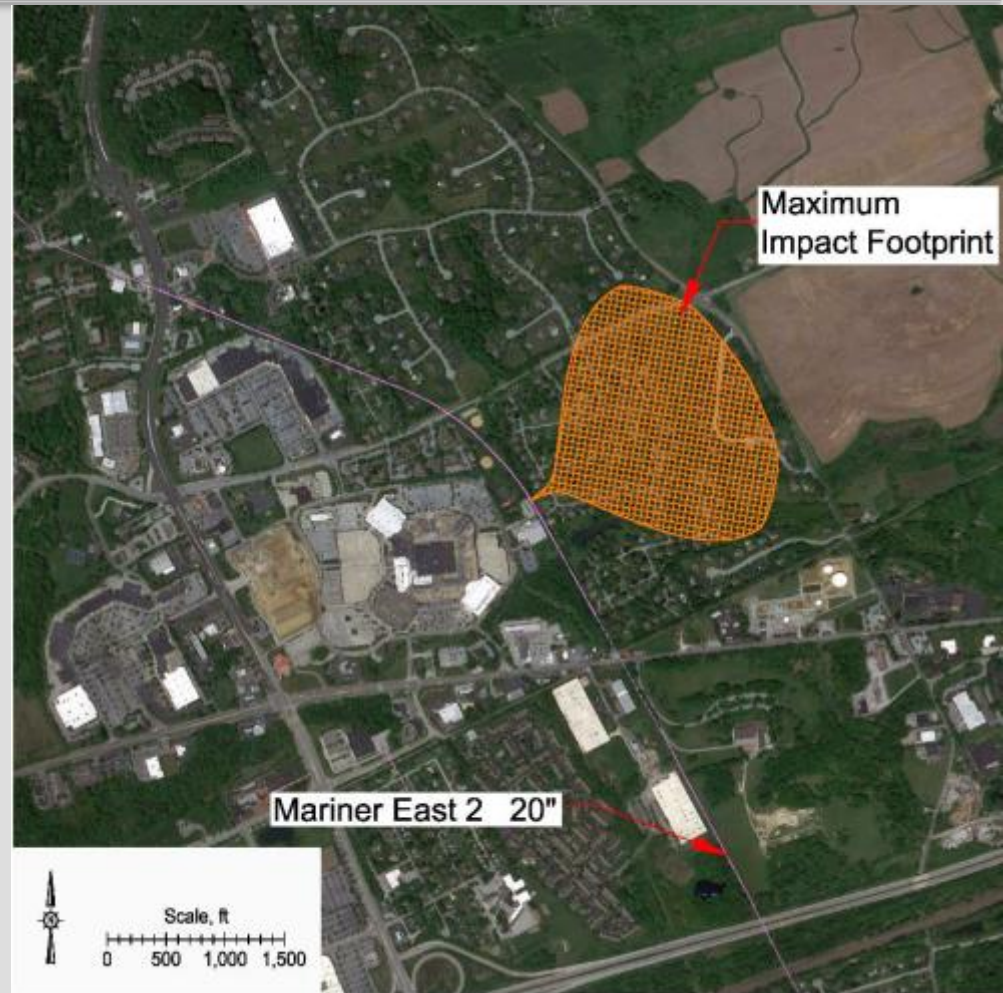 Maximum
Impact Footprint
Mariner East 2 20"
Scale, ft
0 500 1,000 1,500